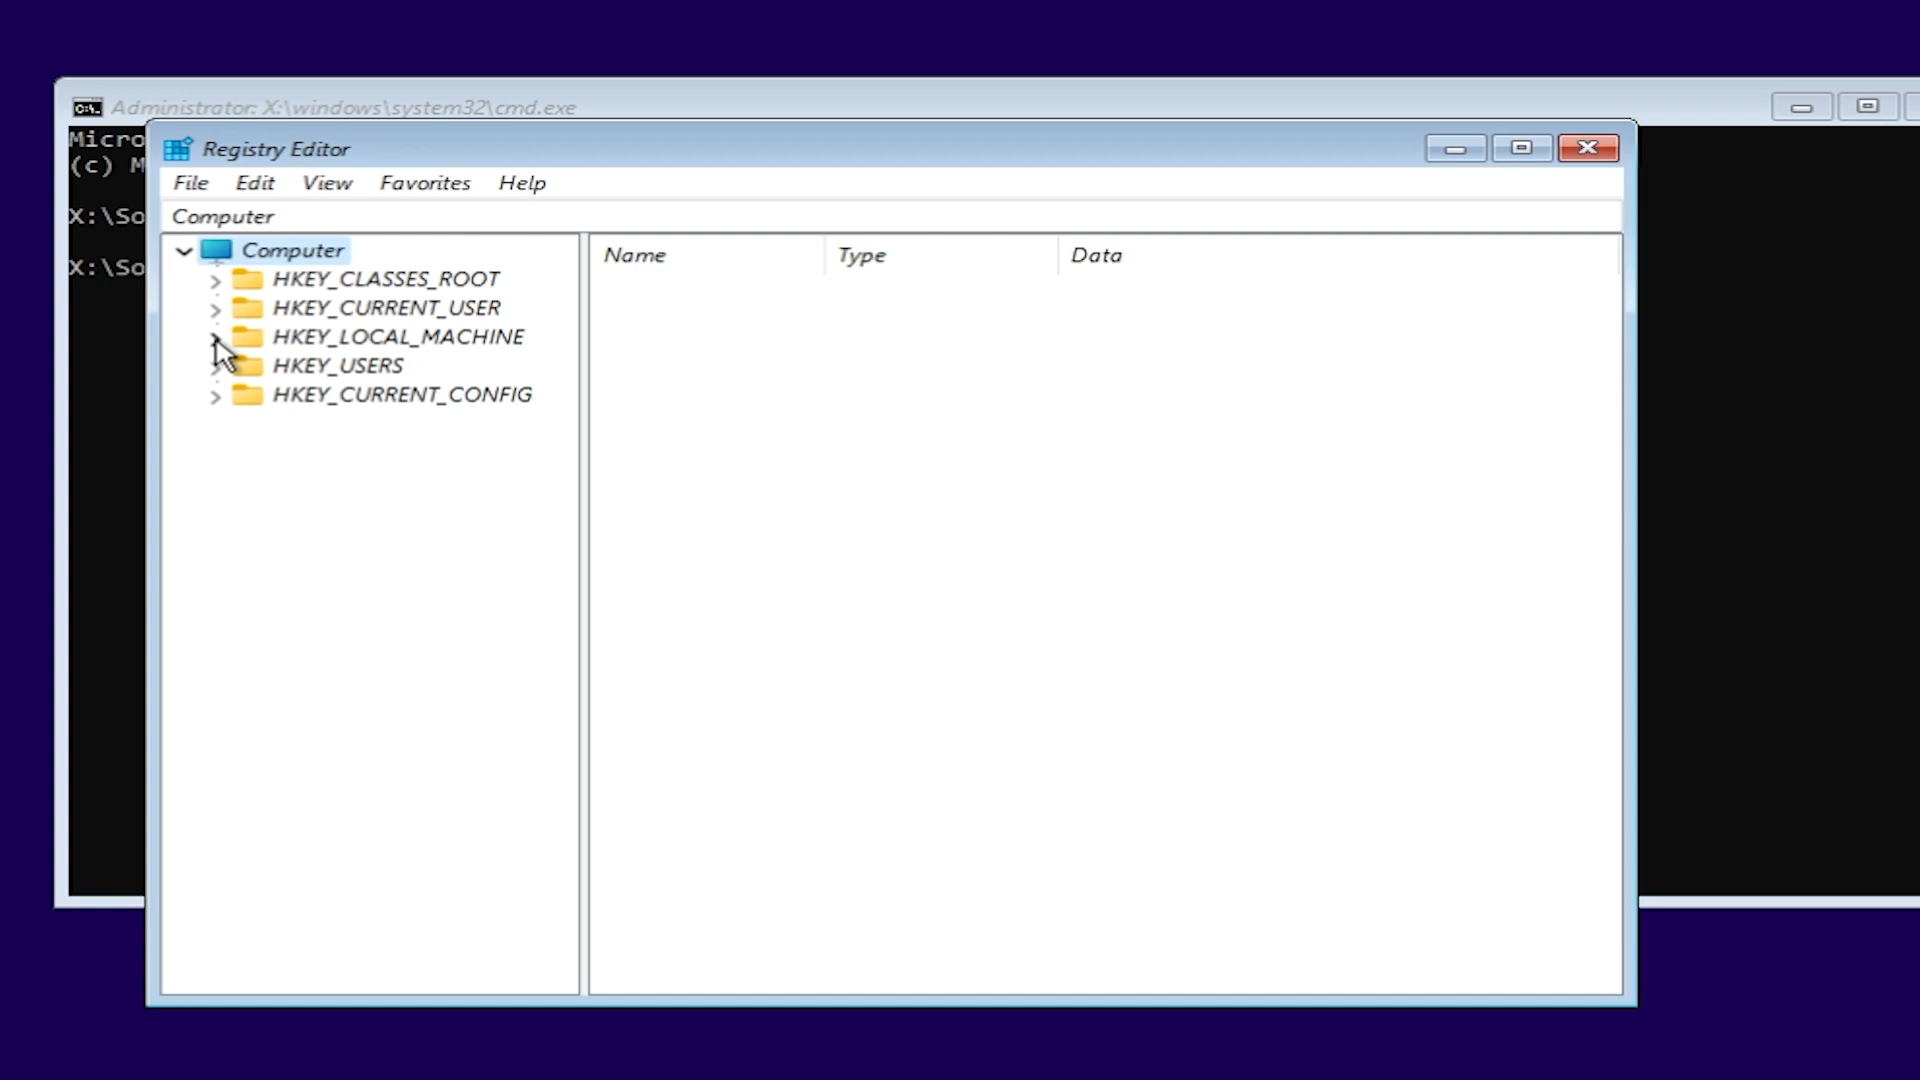 Administrator: X:\windows\system32\cmd.exe
Micro
(c) M
X:\So
X:\So
Registry Editor
File Edit View Favorites Help
Computer
Computer
HKEY_CLASSES_ROOT
HKEY_CURRENT_USER
HKEY_LOCAL_MACHINE
HKEY_USERS
HKEY_CURRENT_CONFIG
Name Type Data